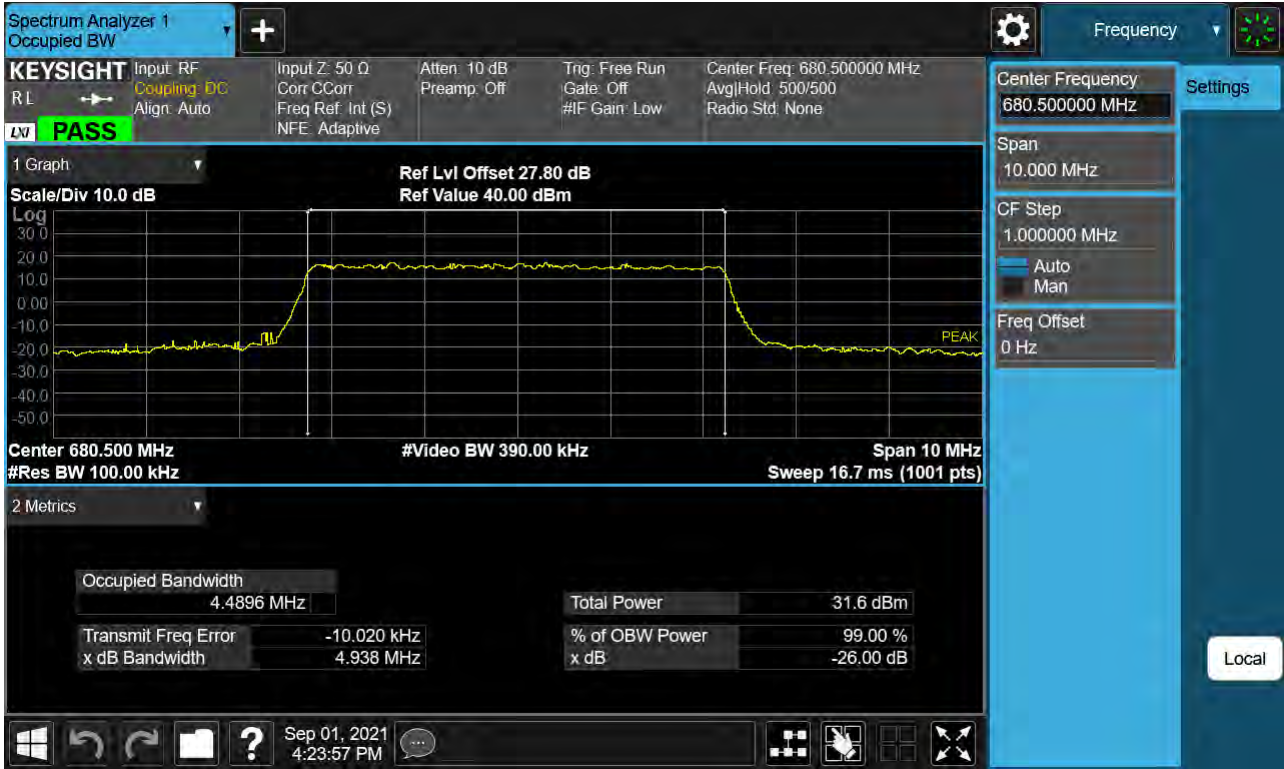 Spectrum Analyzer 1
Occupied BW
Frequency
KEYSIGHT
Input: RF
Coupling: DC
Align: Auto
Input Z: 50 Ω
Corr CCorr
Freq Ref: Int (S)
NFE: Adaptive
Atten: 10 dB
Preamp: Off
Trig: Free Run
Gate: Off
#IF Gain: Low
Center Freq: 680.500000 MHz
Avg|Hold: 500/500
Radio Std: None
R L
LXI
PASS
1 Graph
Ref Lvl Offset 27.80 dB
Scale/Div 10.0 dB
Ref Value 40.00 dBm
Log
30.0
20.0
10.0
0.00
-10.0
-20.0
-30.0
-40.0
-50.0
PEAK
Center 680.500 MHz
#Video BW 390.00 kHz
Span 10 MHz
#Res BW 100.00 kHz
Sweep 16.7 ms (1001 pts)
2 Metrics
Occupied Bandwidth
4.4896 MHz
Total Power 31.6 dBm
Transmit Freq Error -10.020 kHz
% of OBW Power 99.00 %
x dB Bandwidth 4.938 MHz
x dB -26.00 dB
Center Frequency
680.500000 MHz
Settings
Span
10.000 MHz
CF Step
1.000000 MHz
Auto
Man
Freq Offset
0 Hz
Local
?
Sep 01, 2021
4:23:57 PM